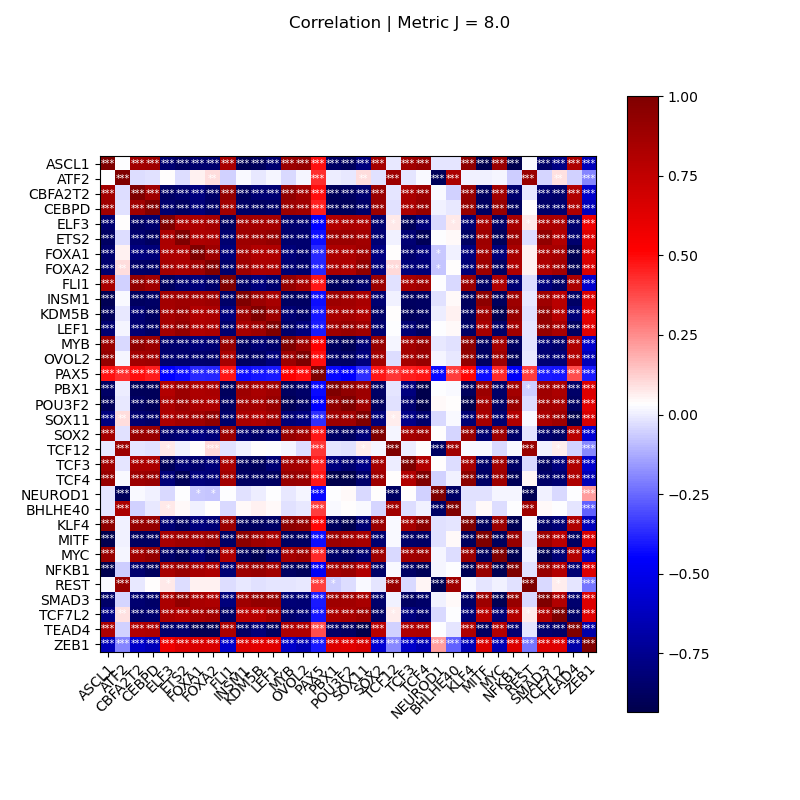 Correlation | Metric J = 8.0
ASCL1
ATF2
CBFA2T2
CEBPD
ELF3
ETS2
FOXA1
FOXA2
FLI1
INSM1
KDM5B
LEF1
MYB
OVOL2
PAX5
PBX1
POU3F2
SOX11
SOX2
TCF12
TCF3
TCF4
NEUROD1
BHLHE40
KLF4
MITF
MYC
NFKB1
REST
SMAD3
TCF7L2
TEAD4
ZEB1
ASCL1
ATF2
CBFA2T2
CEBPD
ELF3
ETS2
FOXA1
FOXA2
FLI1
INSM1
KDM5B
LEF1
MYB
OVOL2
PAX5
PBX1
POU3F2
SOX11
SOX2
TCF12
TCF3
TCF4
NEUROD1
BHLHE40
KLF4
MITF
MYC
NFKB1
REST
SMAD3
TCF7L2
TEAD4
ZEB1
1.00
0.75
0.50
0.25
0.00
−0.25
−0.50
−0.75